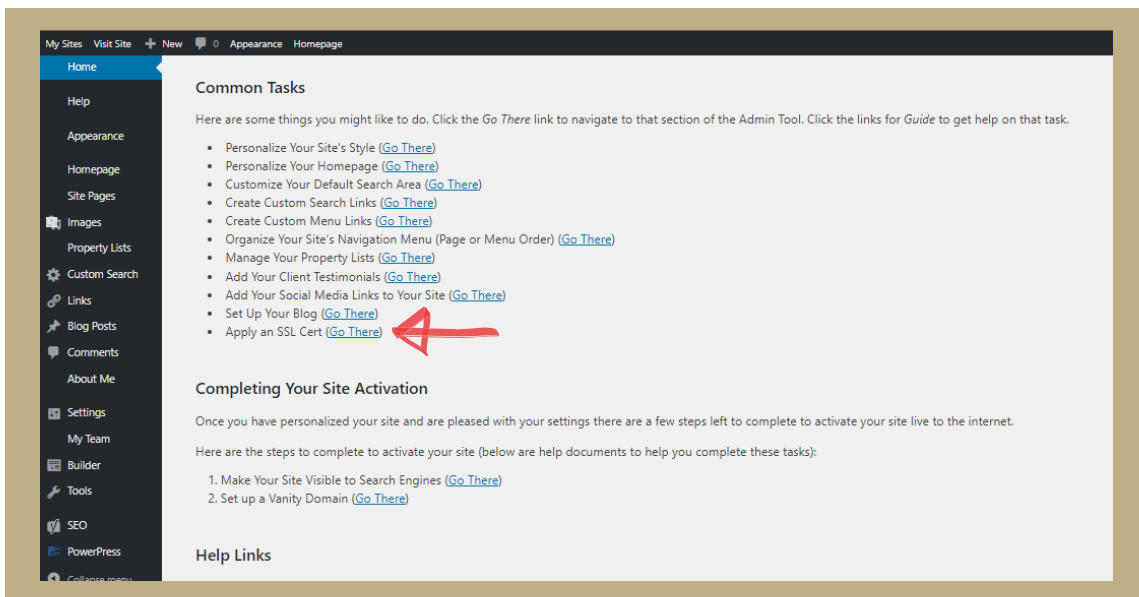 My Sites Visit Site New 0 Appearance Homepage
Home
Help
Appearance
Homepage
Site Pages
Images
Property Lists
Custom Search
Links
Blog Posts
Comments
About Me
Settings
My Team
Builder
Tools
SEO
PowerPress
Collapse menu
Common Tasks
Here are some things you might like to do. Click the Go There link to navigate to that section of the Admin Tool. Click the links for Guide to get help on that task.
• Personalize Your Site's Style (Go There)
• Personalize Your Homepage (Go There)
• Customize Your Default Search Area (Go There)
• Create Custom Search Links (Go There)
• Create Custom Menu Links (Go There)
• Organize Your Site's Navigation Menu (Page or Menu Order) (Go There)
• Manage Your Property Lists (Go There)
• Add Your Client Testimonials (Go There)
• Add Your Social Media Links to Your Site (Go There)
• Set Up Your Blog (Go There)
• Apply an SSL Cert (Go There)
Completing Your Site Activation
Once you have personalized your site and are pleased with your settings there are a few steps left to complete to activate your site live to the internet.
Here are the steps to complete to activate your site (below are help documents to help you complete these tasks):
1. Make Your Site Visible to Search Engines (Go There)
2. Set up a Vanity Domain (Go There)
Help Links